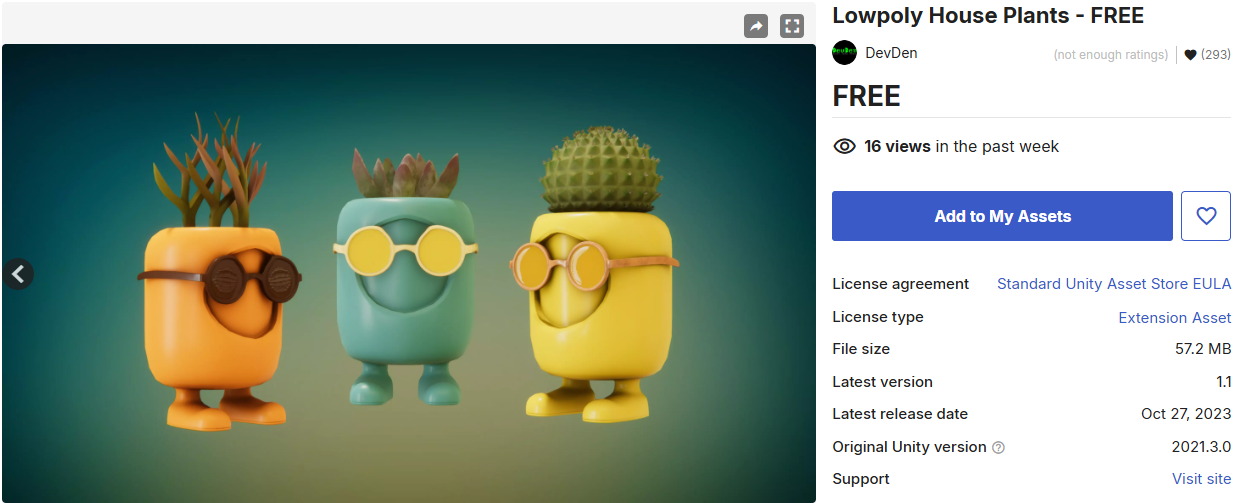 Lowpoly House Plants - FREE
DevDen
(not enough ratings) (293)
FREE
16 views in the past week
Add to My Assets
License agreement Standard Unity Asset Store EULA
License type Extension Asset
File size 57.2 MB
Latest version 1.1
Latest release date Oct 27, 2023
Original Unity version 2021.3.0
Support Visit site